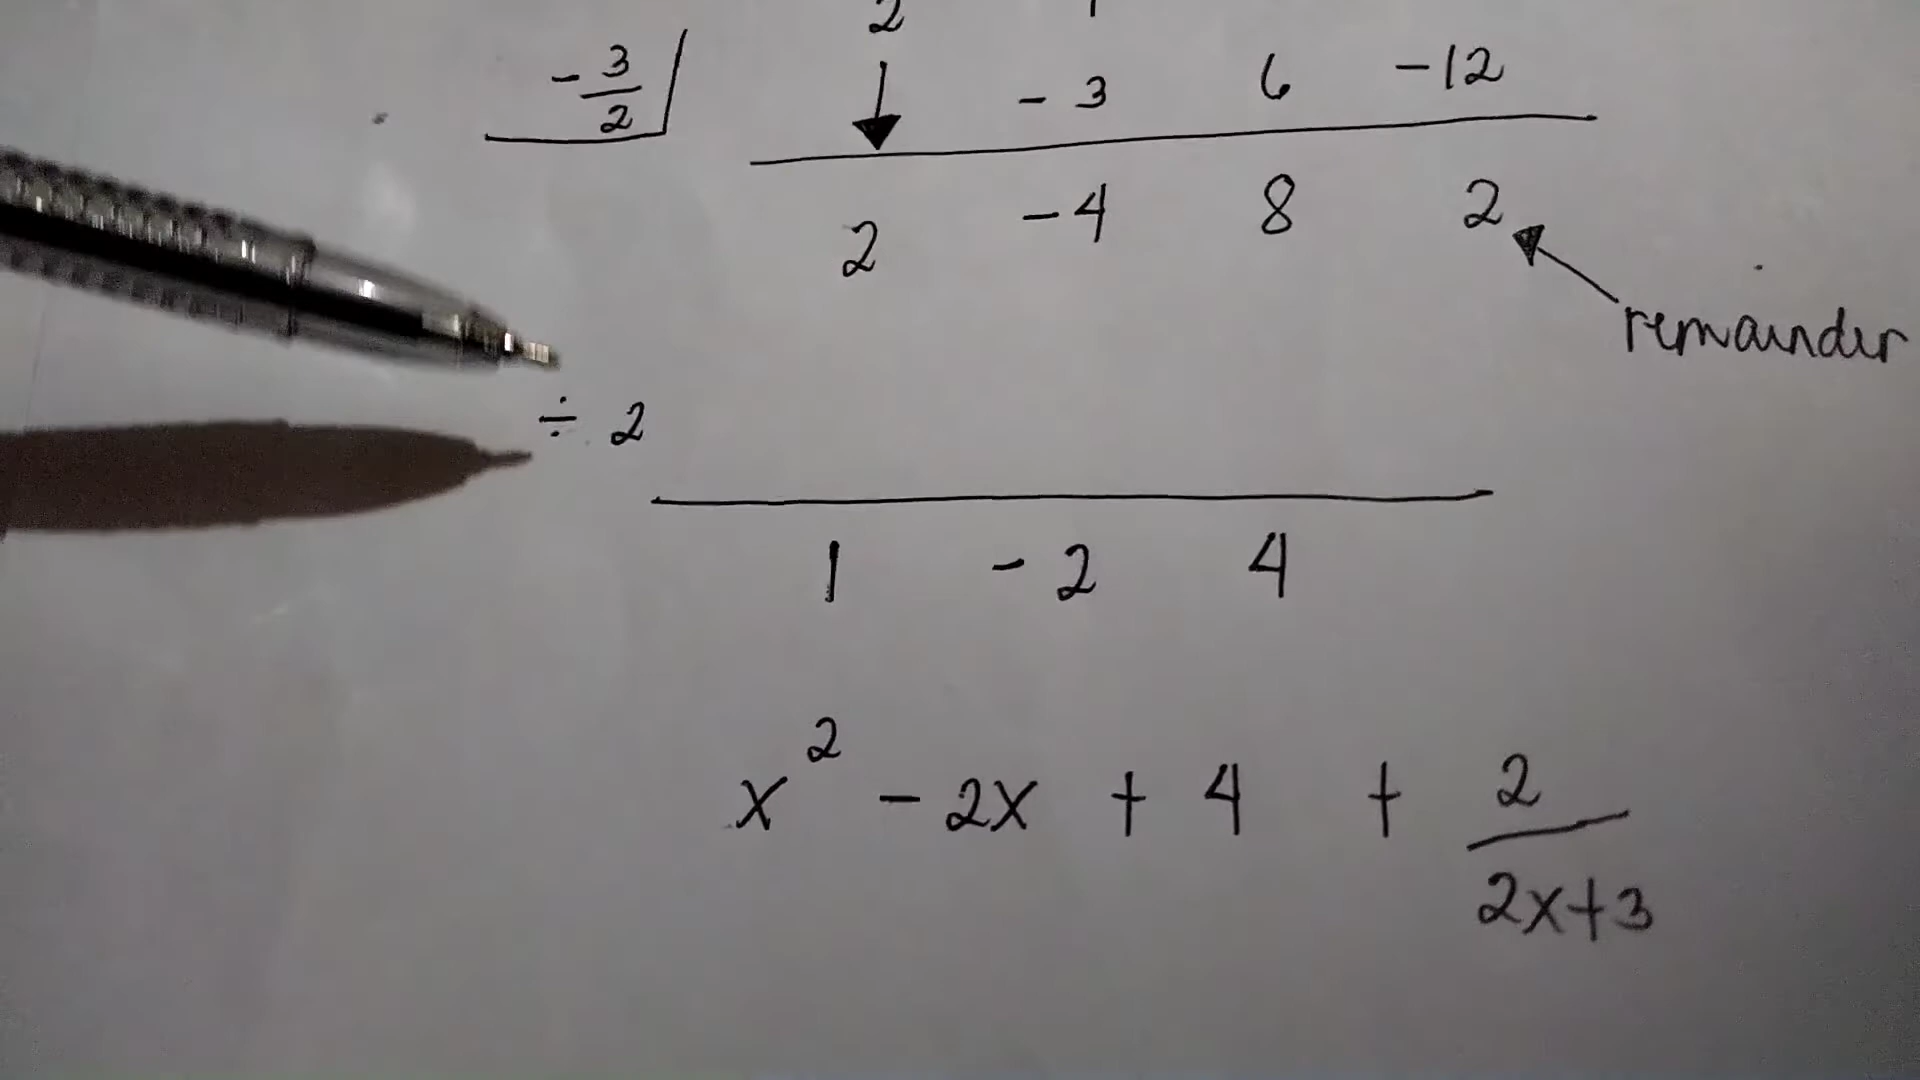 2
-3/2 | ↓ -3 6 -12
2 -4 8 2
remainder
÷ 2
1 -2 4
x² - 2x + 4 + 2/(2x+3)